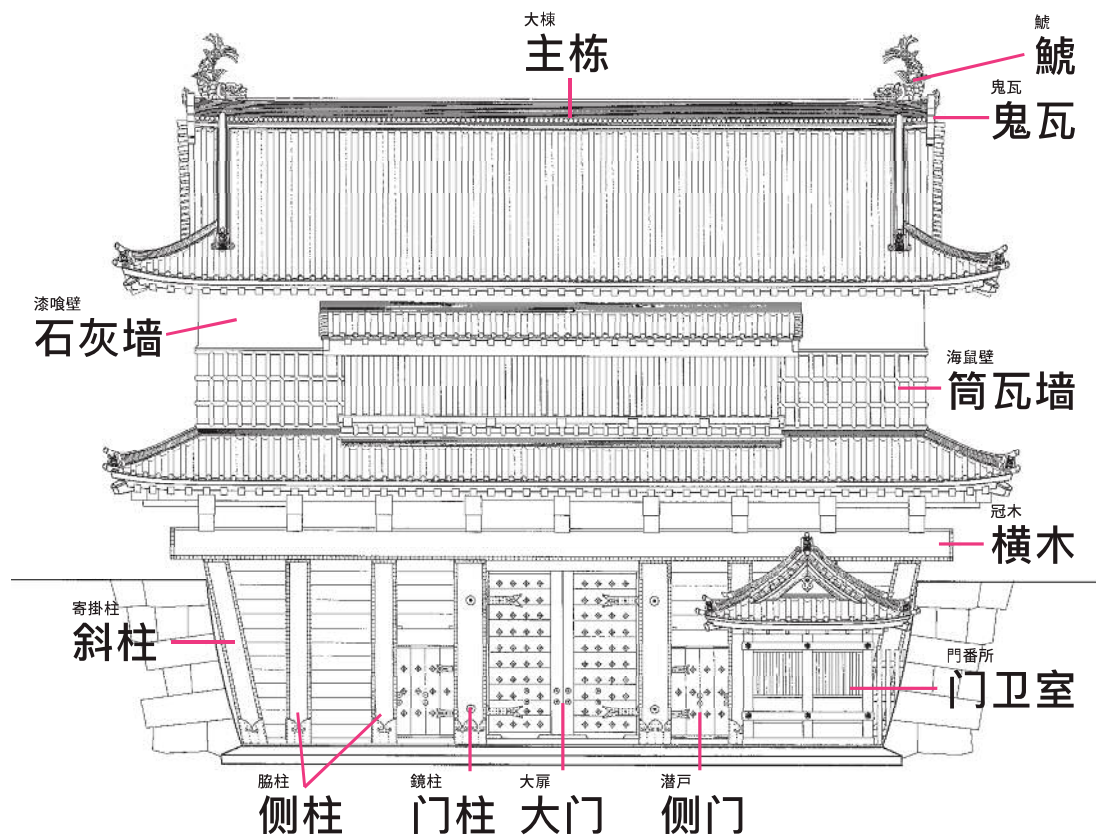 大棟
主栋
鯱
鯱
鬼瓦
鬼瓦
漆喰壁
石灰墙
海鼠壁
筒瓦墙
冠木
横木
寄掛柱
斜柱
門番所
门卫室
脇柱
侧柱
鏡柱
门柱
大扉
大门
潜戸
侧门